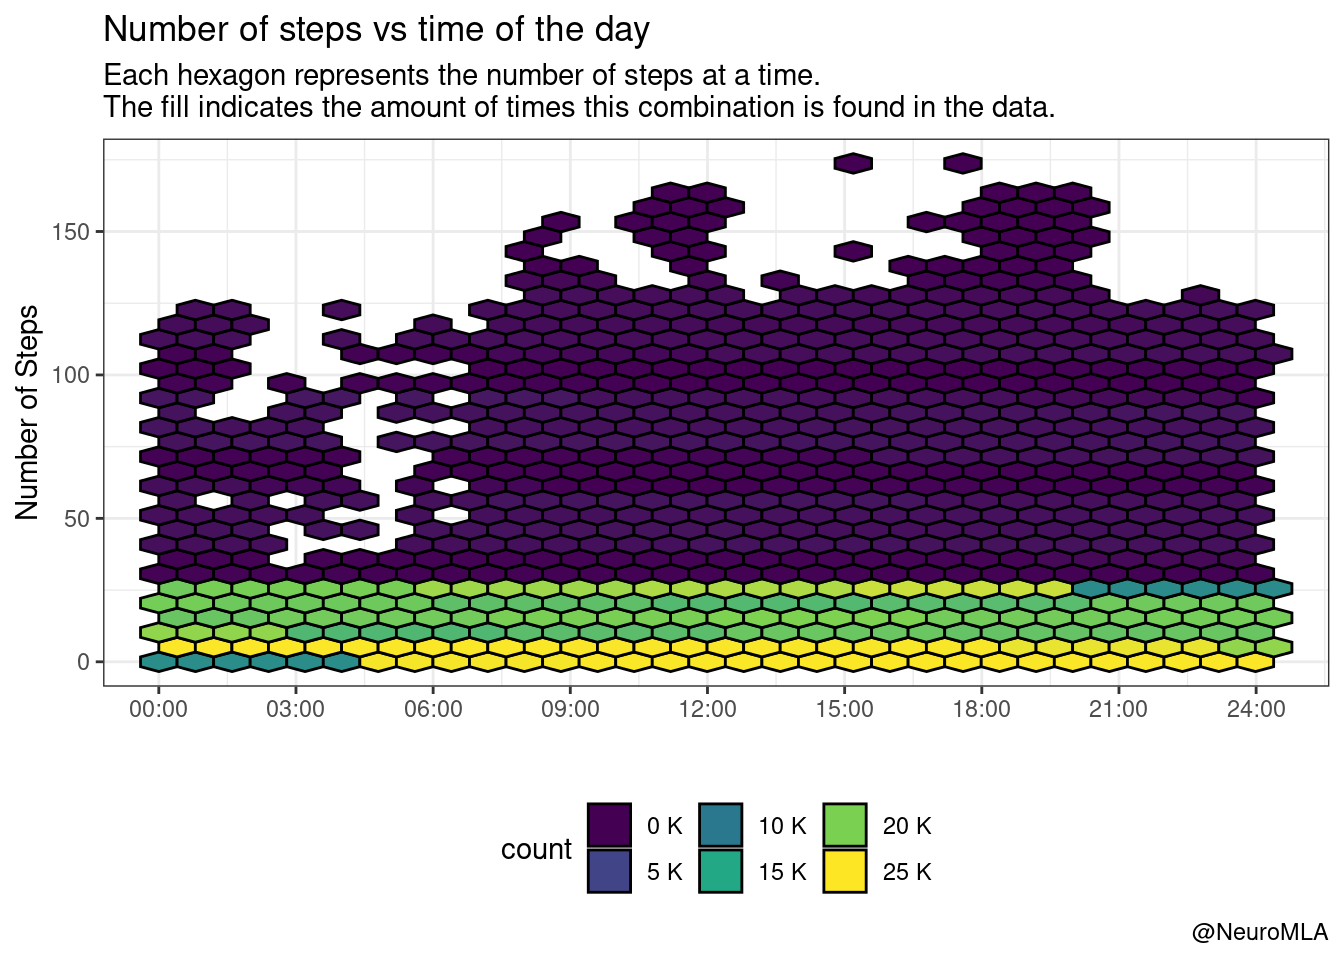 Number of steps vs time of the day
Each hexagon represents the number of steps at a time.
The fill indicates the amount of times this combination is found in the data.
Number of Steps
150
100
50
0
00:00 03:00 06:00 09:00 12:00 15:00 18:00 21:00 24:00
count
0 K 10 K 20 K
5 K 15 K 25 K
@NeuroMLA